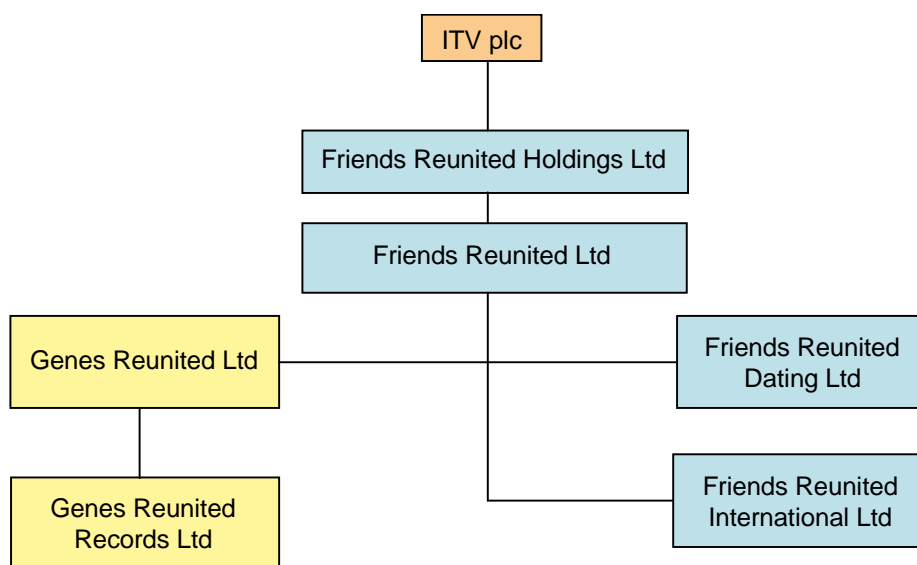 ITV plc
Friends Reunited Holdings Ltd
Friends Reunited Ltd
Genes Reunited Ltd
Friends Reunited
Dating Ltd
Genes Reunited
Records Ltd
Friends Reunited
International Ltd